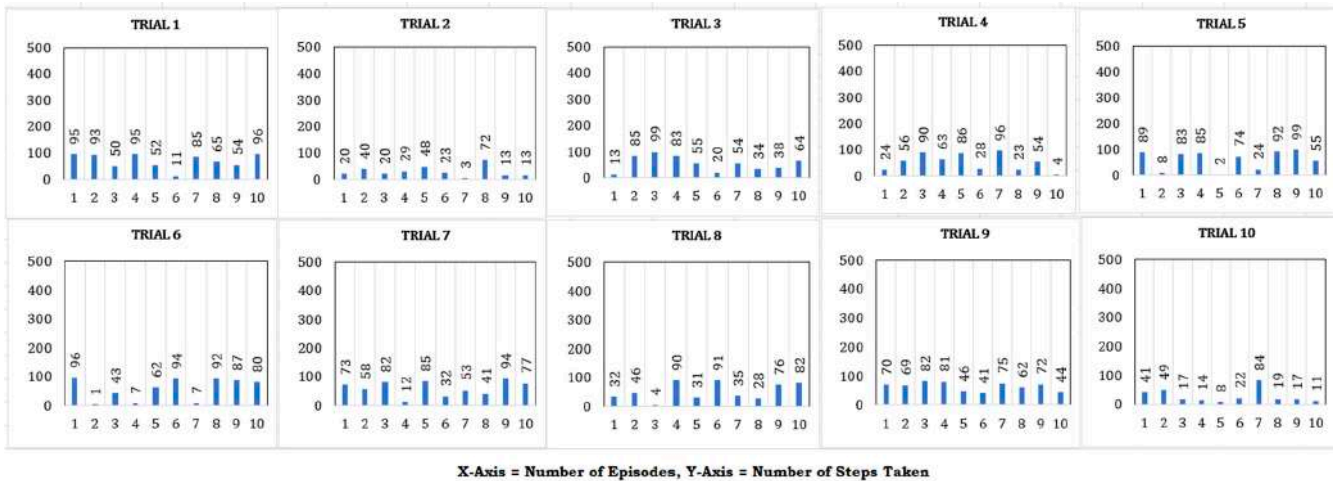 TRIAL 1
500
400
300
200
100
0
95 93 50 95 52 11 85 65 54 96
1 2 3 4 5 6 7 8 9 10
TRIAL 2
500
400
300
200
100
0
20 40 20 29 48 23 3 72 13 13
1 2 3 4 5 6 7 8 9 10
TRIAL 3
500
400
300
200
100
0
13 85 99 83 55 20 54 34 38 64
1 2 3 4 5 6 7 8 9 10
TRIAL 4
500
400
300
200
100
0
24 56 90 63 86 28 96 23 54 4
1 2 3 4 5 6 7 8 9 10
TRIAL 5
500
400
300
200
100
0
89 8 83 85 2 74 24 92 99 55
1 2 3 4 5 6 7 8 9 10
TRIAL 6
500
400
300
200
100
0
96 1 43 7 62 94 7 92 87 80
1 2 3 4 5 6 7 8 9 10
TRIAL 7
500
400
300
200
100
0
73 58 82 12 85 32 53 41 94 77
1 2 3 4 5 6 7 8 9 10
TRIAL 8
500
400
300
200
100
0
32 46 4 90 31 91 35 28 76 82
1 2 3 4 5 6 7 8 9 10
TRIAL 9
500
400
300
200
100
0
70 69 82 81 46 41 75 62 72 44
1 2 3 4 5 6 7 8 9 10
TRIAL 10
500
400
300
200
100
0
41 49 17 14 8 22 84 19 17 11
1 2 3 4 5 6 7 8 9 10
X-Axis = Number of Episodes, Y-Axis = Number of Steps Taken